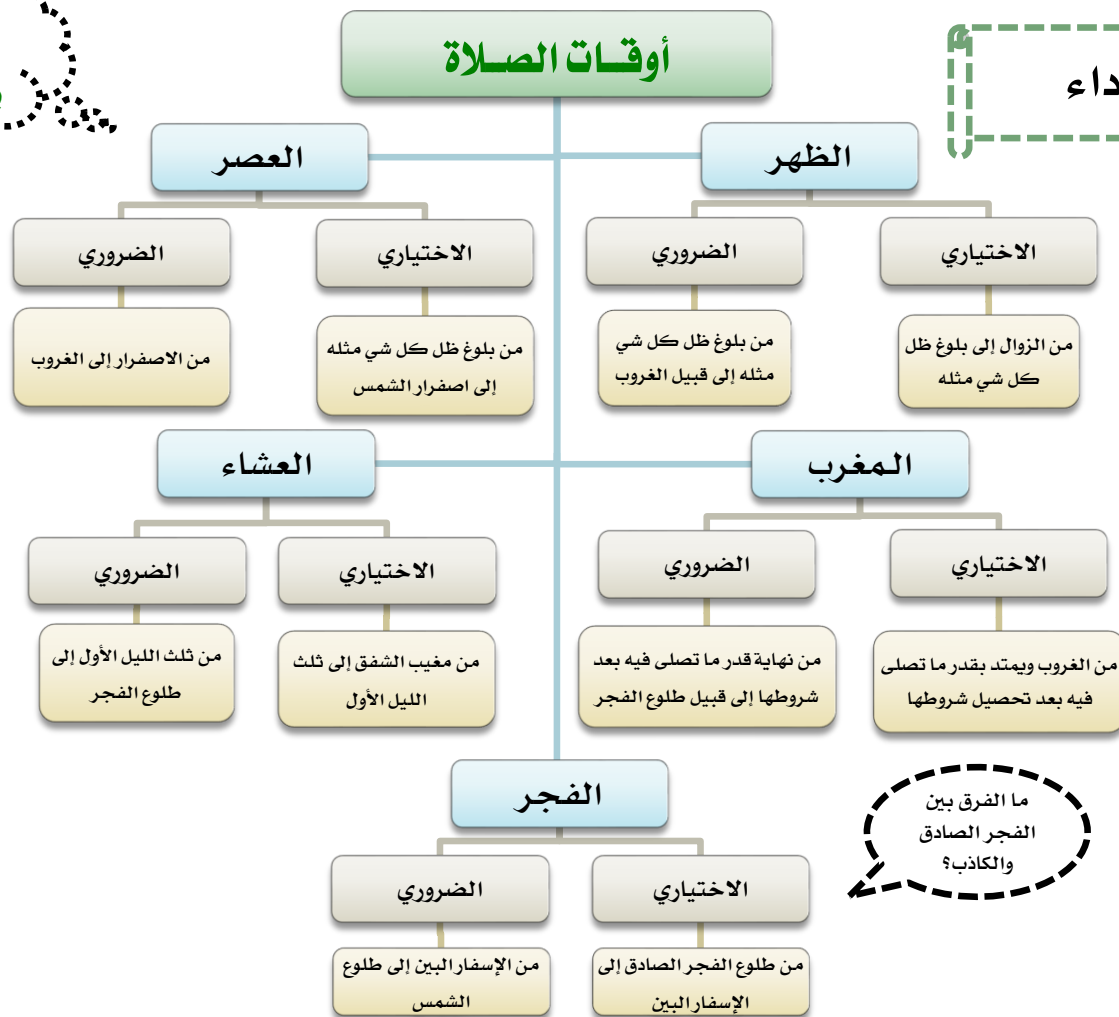 أوقات الصلاة
داء
الظهر
الاختياري
من الزوال إلى بلوغ ظل
كل شي مثله
الضروري
من بلوغ ظل كل شي
مثله إلى قبيل الغروب
العصر
الاختياري
من بلوغ ظل كل شي مثله
إلى اصفرار الشمس
الضروري
من الاصفرار إلى الغروب
المغرب
الاختياري
من الغروب ويمتد بقدر ما تصلى
فيه بعد تحصيل شروطها
الضروري
من نهاية قدر ما تصلى فيه بعد
شروطها إلى قبيل طلوع الفجر
العشاء
الاختياري
من مغيب الشفق إلى ثلث
الليل الأول
الضروري
من ثلث الليل الأول إلى
طلوع الفجر
الفجر
الاختياري
من طلوع الفجر الصادق إلى
الإسفار البين
الضروري
من الإسفار البين إلى طلوع
الشمس
ما الفرق بين
الفجر الصادق
والكاذب؟